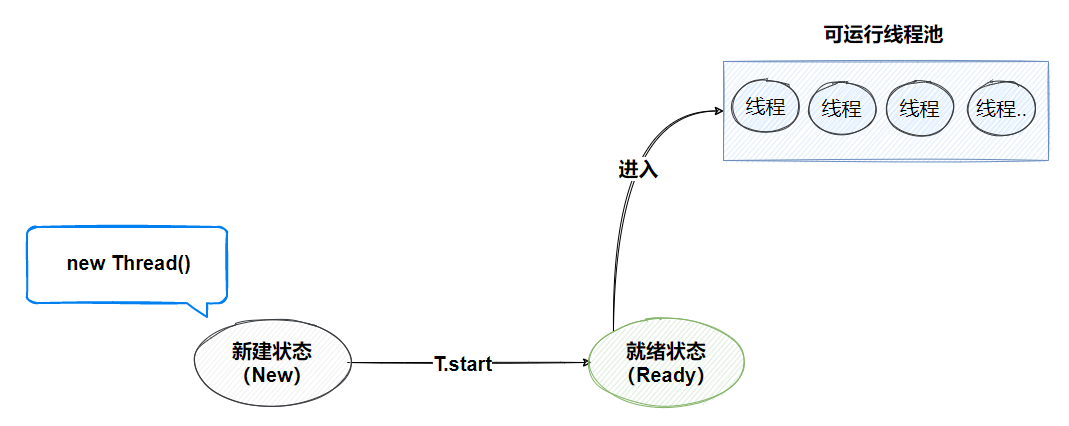 可运行线程池
线程
线程
线程
线程..
进入
new Thread()
新建状态
（New）
T.start
就绪状态
（Ready）